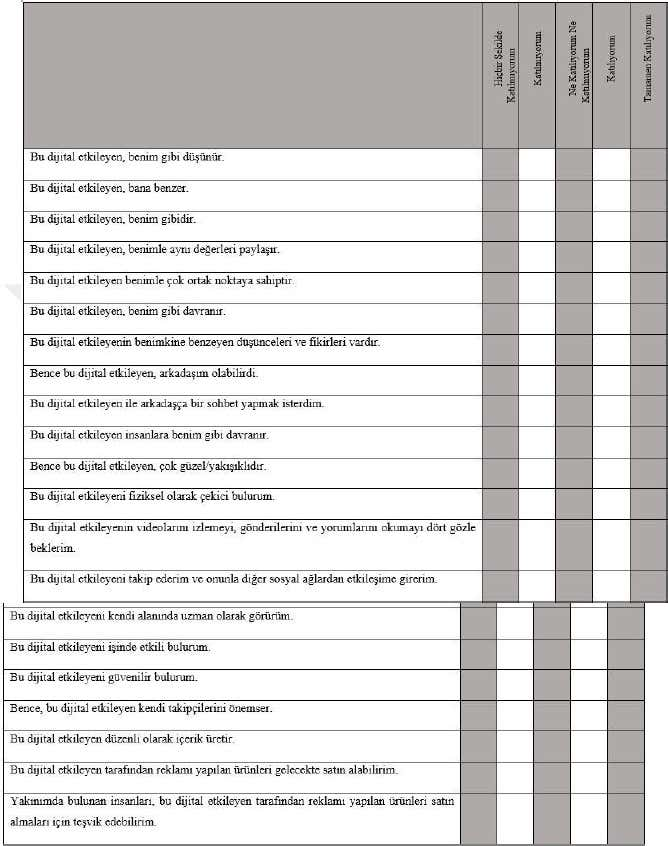 Hiçbir Şekilde
Katılmıyorum
Katılmıyorum
Ne Katılıyorum Ne
Katılmıyorum
Katılıyorum
Tamamen Katılıyorum
Bu dijital etkileyen, benim gibi düşünür.
Bu dijital etkileyen, bana benzer.
Bu dijital etkileyen, benim gibidir.
Bu dijital etkileyen, benimle aynı değerleri paylaşır.
Bu dijital etkileyen benimle çok ortak noktaya sahiptir.
Bu dijital etkileyen, benim gibi davranır.
Bu dijital etkileyenin benimkine benzeyen düşünceleri ve fikirleri vardır.
Bence bu dijital etkileyen, arkadaşım olabilirdi.
Bu dijital etkileyen ile arkadaşça bir sohbet yapmak isterdim.
Bu dijital etkileyen insanlara benim gibi davranır.
Bence bu dijital etkileyen, çok güzel/yakışıklıdır.
Bu dijital etkileyeni fiziksel olarak çekici bulurum.
Bu dijital etkileyenin videolarını izlemeyi, gönderilerini ve yorumlarını okumayı dört gözle
beklerim.
Bu dijital etkileyeni takip ederim ve onunla diğer sosyal ağlardan etkileşime girerim.
Bu dijital etkileyeni kendi alanında uzman olarak görürüm.
Bu dijital etkileyeni işinde etkili bulurum.
Bu dijital etkileyeni güvenilir bulurum.
Bence, bu dijital etkileyen kendi takipçilerini önemser.
Bu dijital etkileyen düzenli olarak içerik üretir.
Bu dijital etkileyen tarafından reklamı yapılan ürünleri gelecekte satın alabilirim.
Yakınımda bulunan insanları, bu dijital etkileyen tarafından reklamı yapılan ürünleri satın
almaları için teşvik edebilirim.